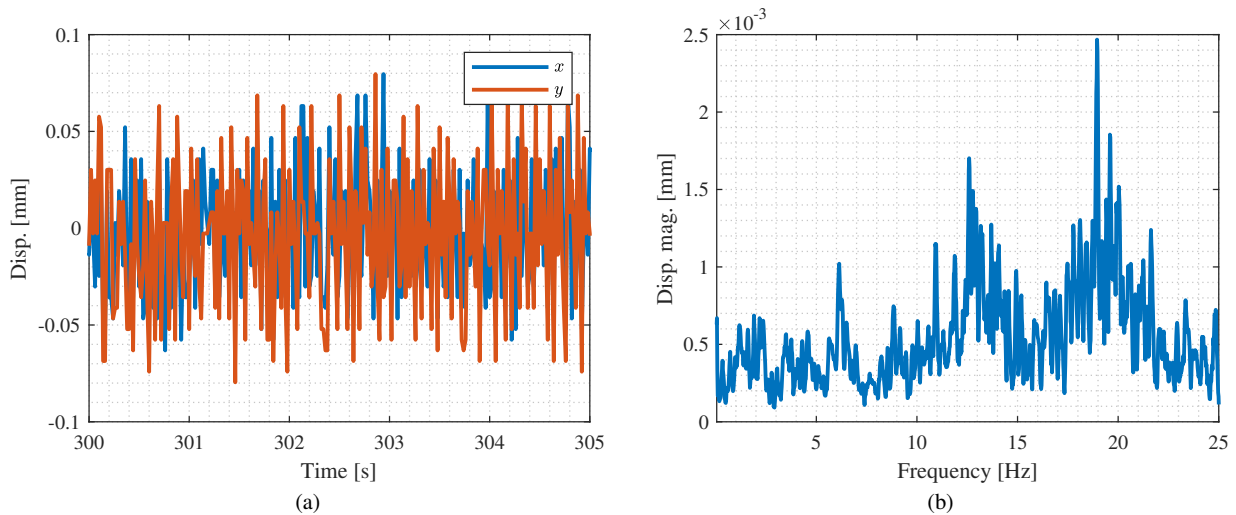 0.1
0.05
0
-0.05
-0.1
Disp. [mm]
300
301
302
303
304
305
Time [s]
x
y
(a)
×10⁻³
2.5
2
1.5
1
0.5
0
Disp. mag. [mm]
5
10
15
20
25
Frequency [Hz]
(b)